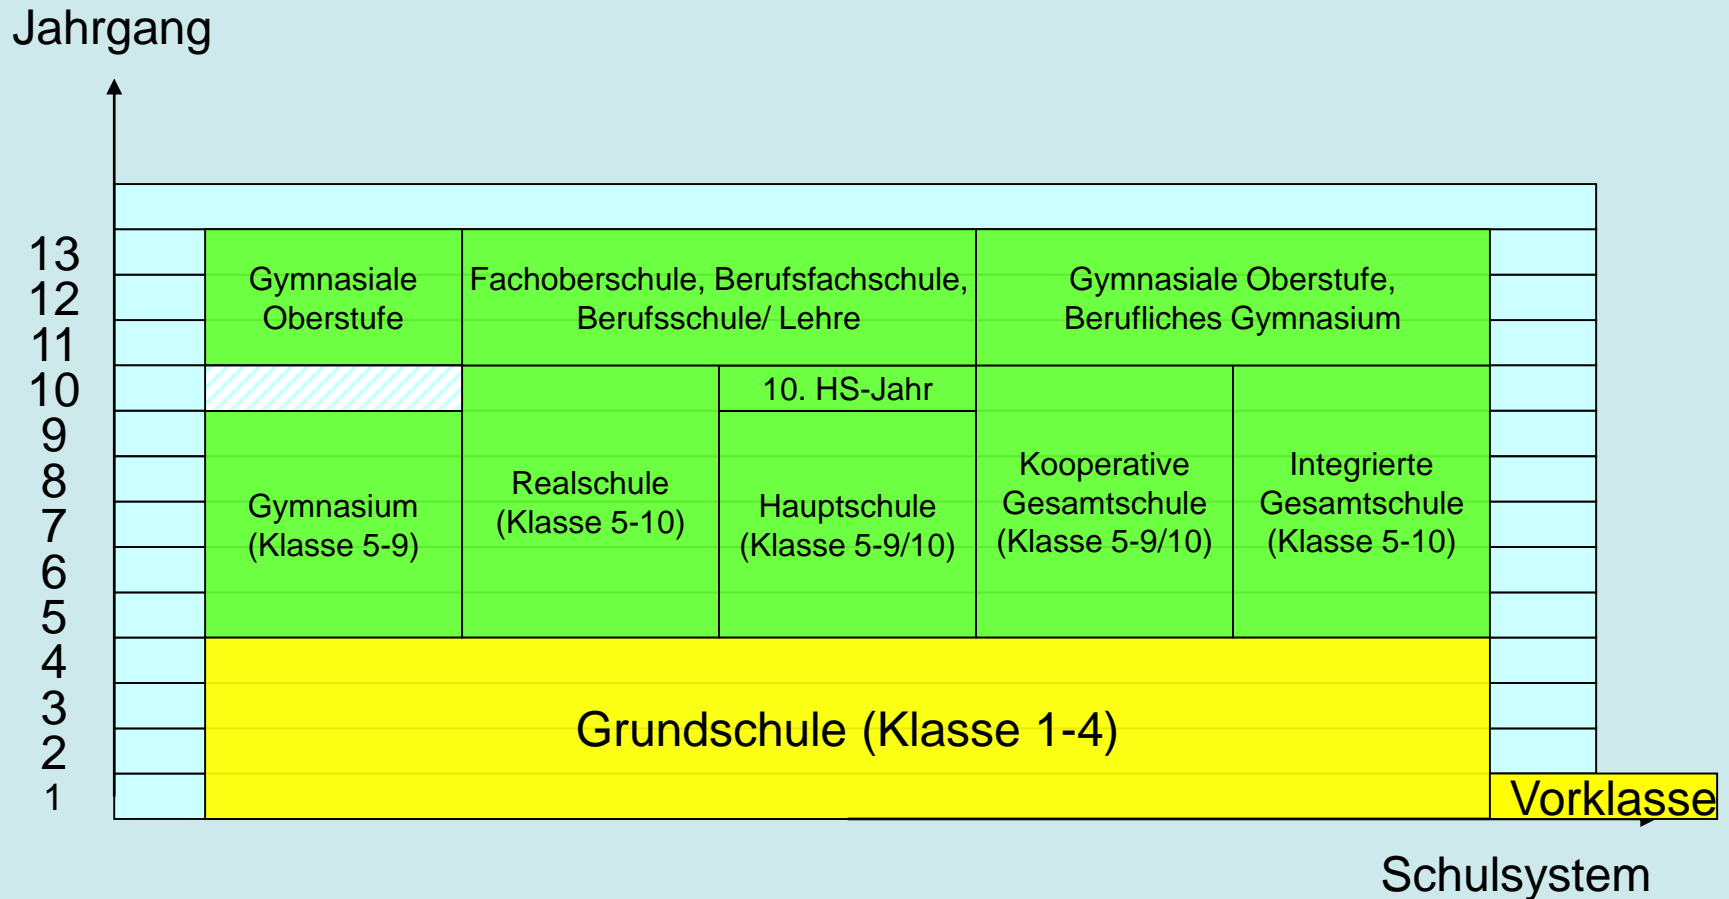 Jahrgang
13
12
11
10
9
8
7
6
5
4
3
2
1
Gymnasiale
Oberstufe
Fachoberschule, Berufsfachschule,
Berufsschule/ Lehre
Gymnasiale Oberstufe,
Berufliches Gymnasium
10. HS-Jahr
Gymnasium
(Klasse 5-9)
Realschule
(Klasse 5-10)
Hauptschule
(Klasse 5-9/10)
Kooperative
Gesamtschule
(Klasse 5-9/10)
Integrierte
Gesamtschule
(Klasse 5-10)
Grundschule (Klasse 1-4)
Vorklasse
Schulsystem